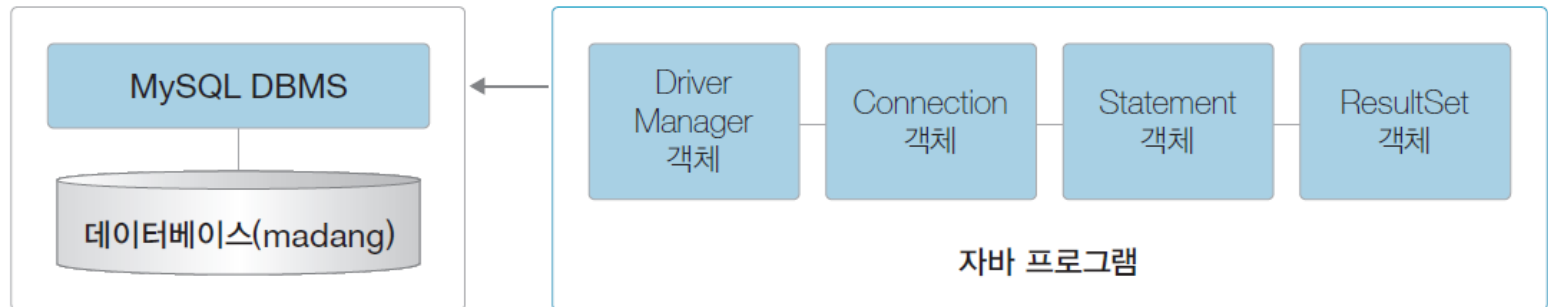 MySQL DBMS
데이터베이스(madang)
Driver
Manager
객체
Connection
객체
Statement
객체
ResultSet
객체
자바 프로그램